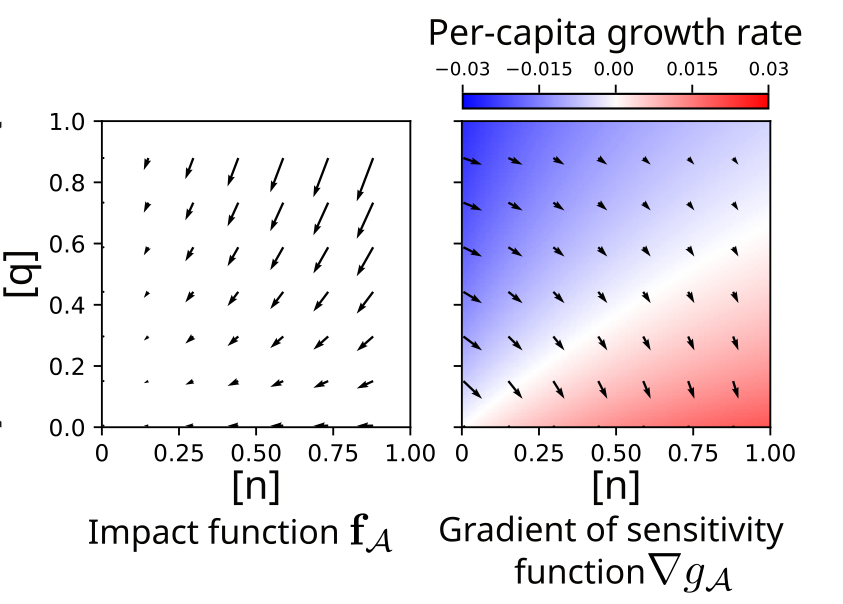 Per-capita growth rate
−0.03 −0.015 0.00 0.015 0.03
1.0
0.8
0.6
0.4
0.2
0.0
[q]
0 0.25 0.50 0.75 1.00
[n]
Impact function f𝒜
0 0.25 0.50 0.75 1.00
[n]
Gradient of sensitivity
function∇g𝒜